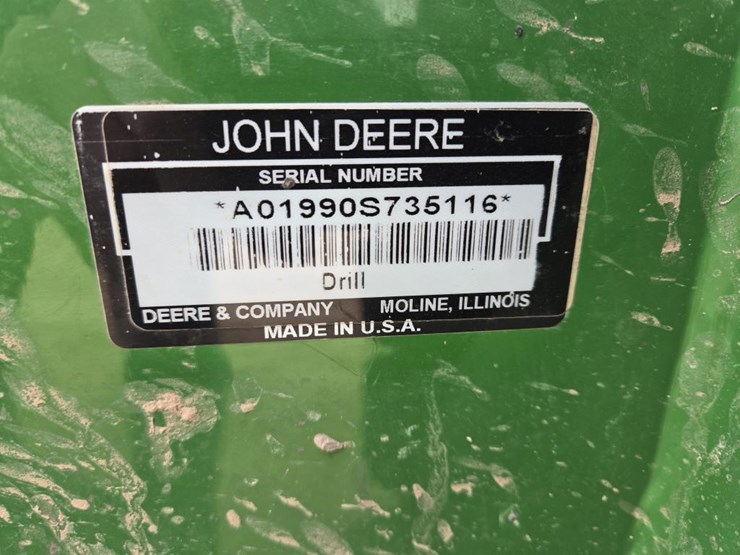 JOHN DEERE
SERIAL NUMBER
*A01990S735116*
Drill
DEERE & COMPANY MOLINE, ILLINOIS
MADE IN U.S.A.